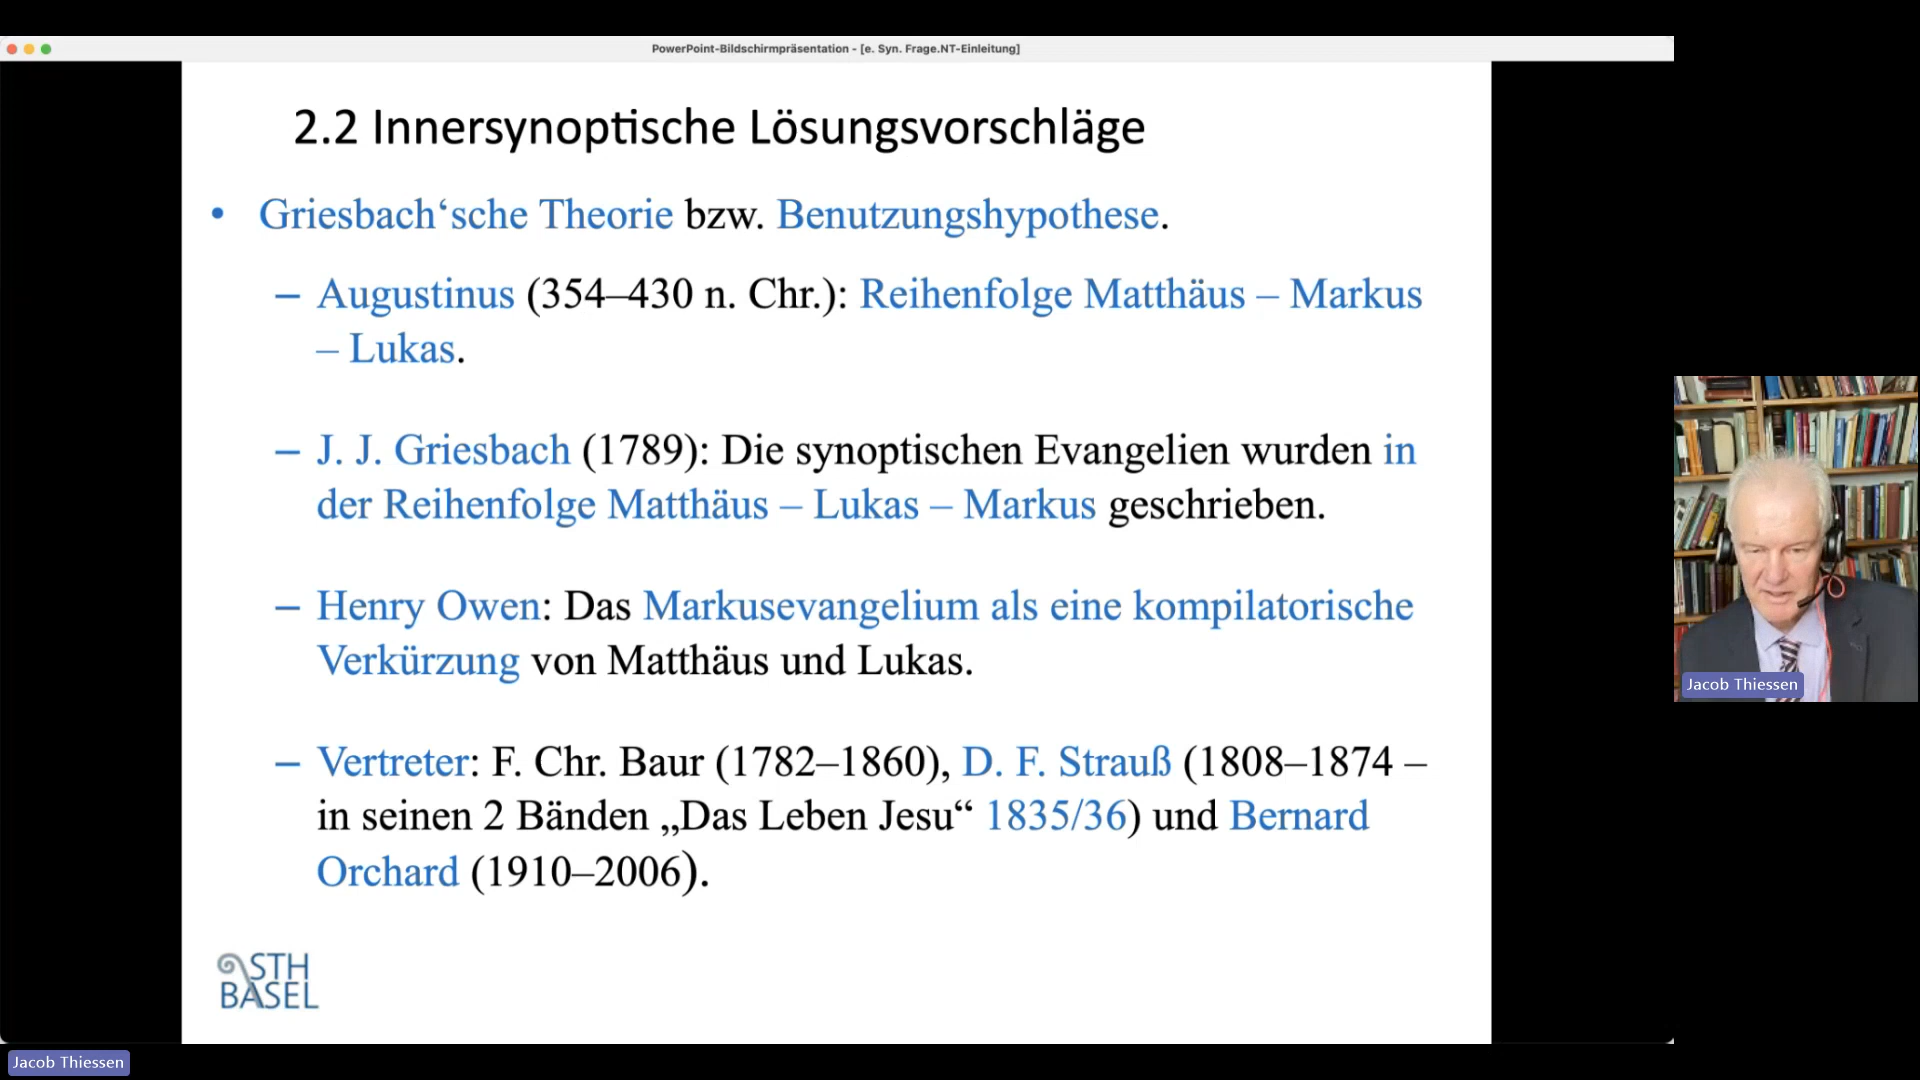 PowerPoint-Bildschirmpräsentation - [e. Syn. Frage.NT-Einleitung]
2.2 Innersynoptische Lösungsvorschläge
• Griesbach‘sche Theorie bzw. Benutzungshypothese.
– Augustinus (354–430 n. Chr.): Reihenfolge Matthäus – Markus
– Lukas.
– J. J. Griesbach (1789): Die synoptischen Evangelien wurden in
der Reihenfolge Matthäus – Lukas – Markus geschrieben.
– Henry Owen: Das Markusevangelium als eine kompilatorische
Verkürzung von Matthäus und Lukas.
– Vertreter: F. Chr. Baur (1782–1860), D. F. Strauß (1808–1874 –
in seinen 2 Bänden „Das Leben Jesu“ 1835/36) und Bernard
Orchard (1910–2006).
STH
BASEL
Jacob Thiessen
Jacob Thiessen